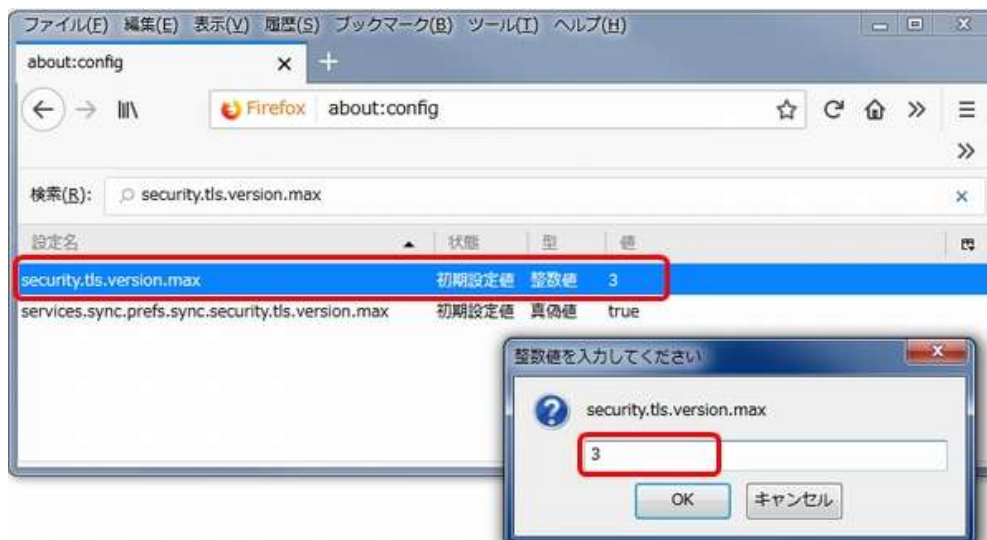 ファイル(F) 編集(E) 表示(V) 履歴(S) ブックマーク(B) ツール(T) ヘルプ(H)
about:config
Firefox about:config
検索(R): security.tls.version.max
設定名 状態 型 値
security.tls.version.max 初期設定値 整数値 3
services.sync.prefs.sync.security.tls.version.max 初期設定値 真偽値 true
整数値を入力してください
security.tls.version.max
3
OK キャンセル